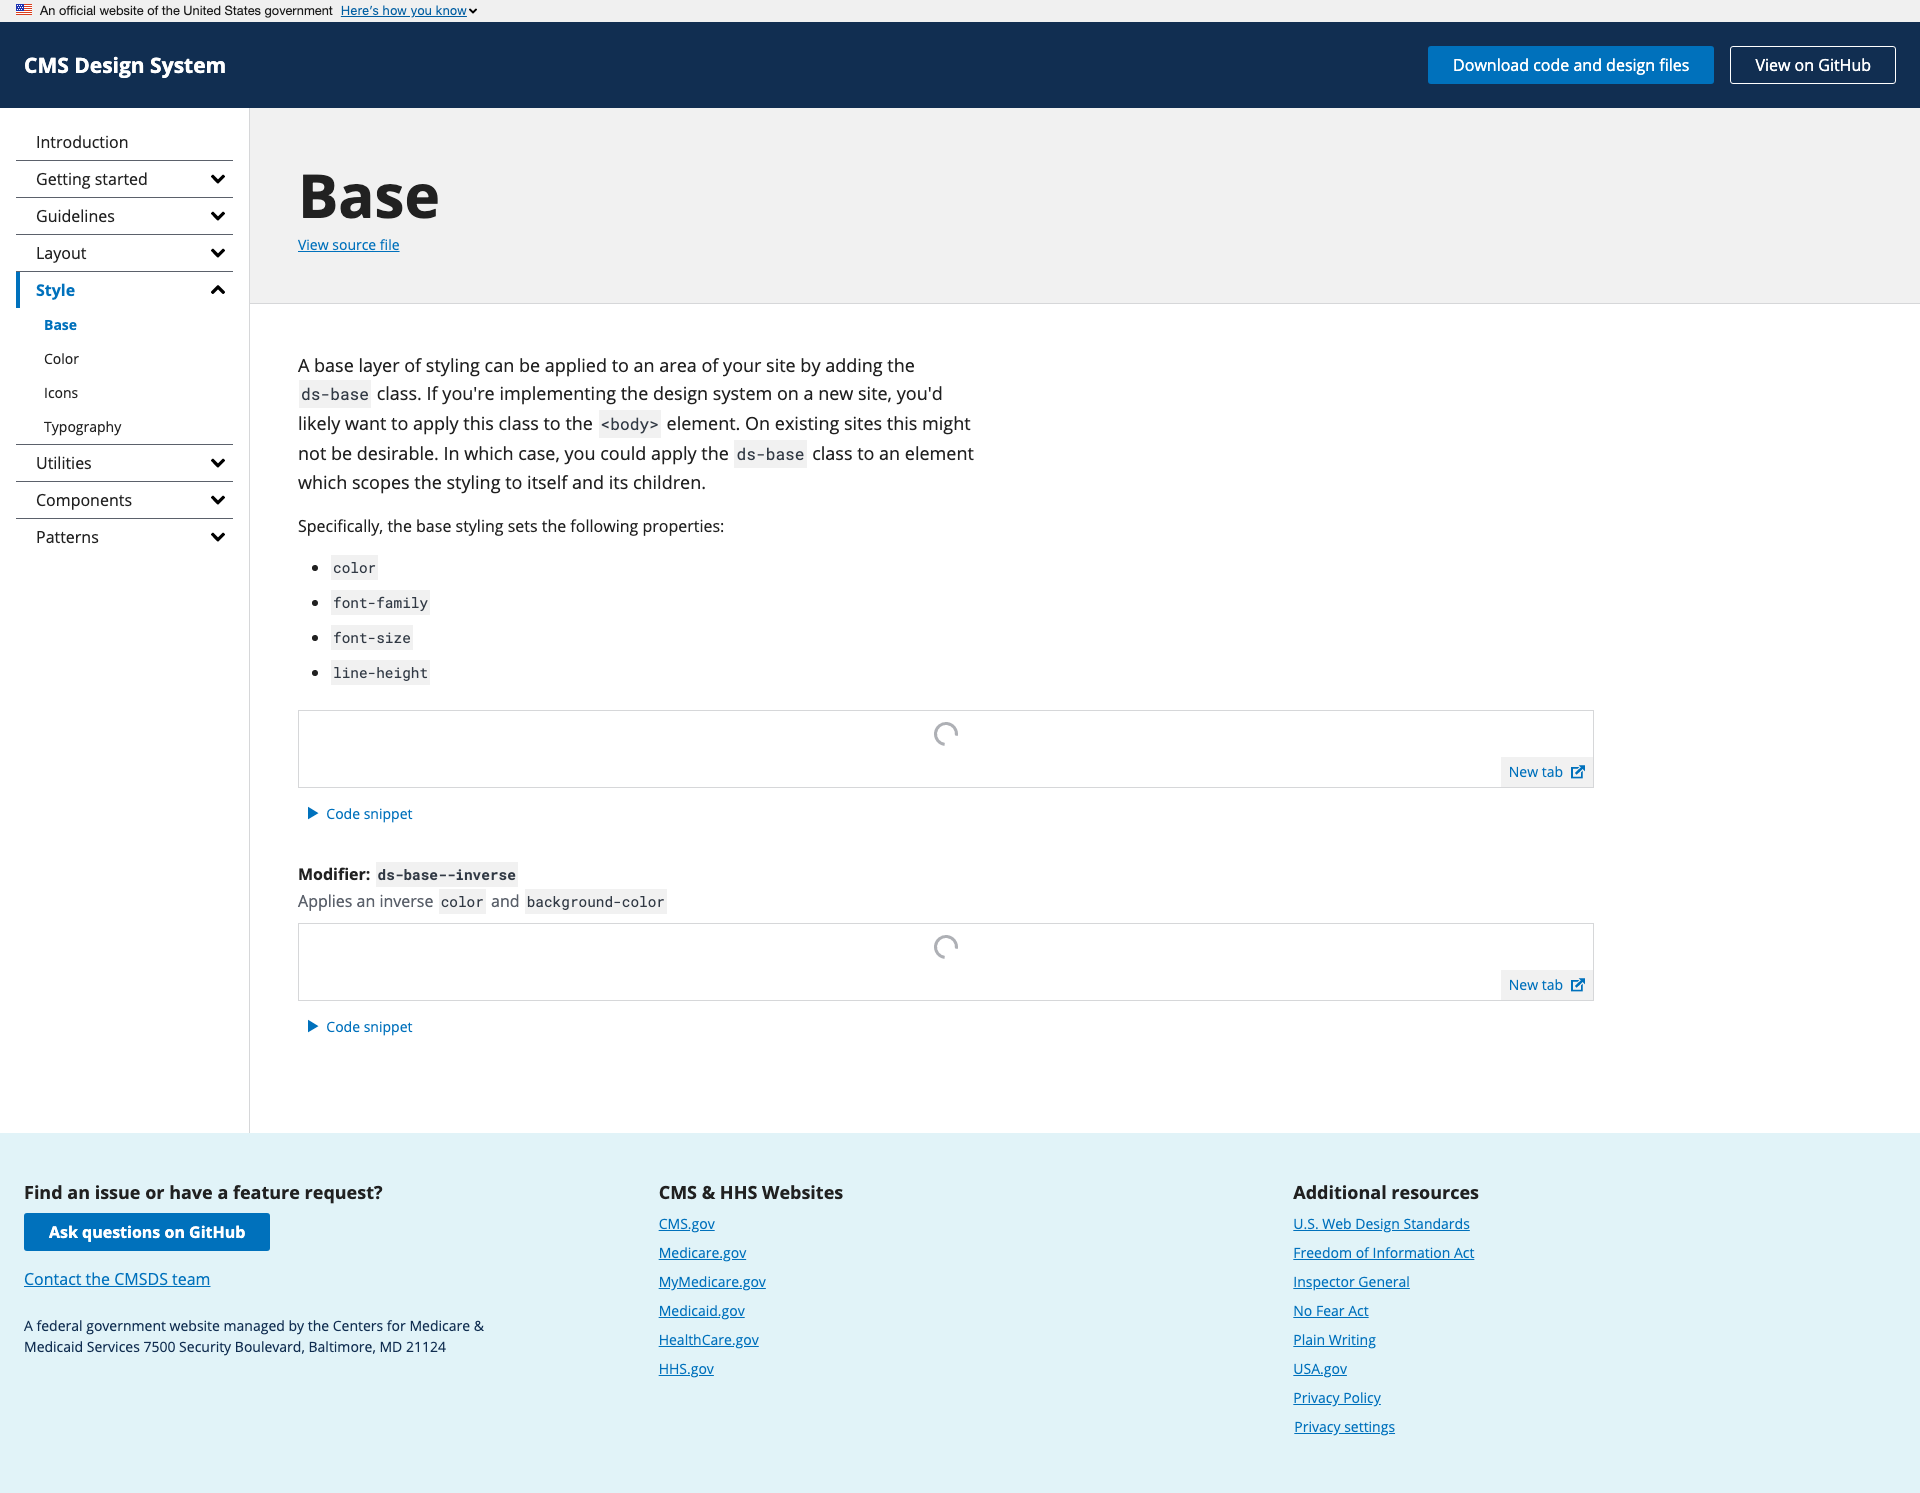 An official website of the United States government Here's how you know
CMS Design System
Download code and design files
View on GitHub
Introduction
Getting started
Guidelines
Layout
Style
Base
Color
Icons
Typography
Utilities
Components
Patterns
Base
View source file
A base layer of styling can be applied to an area of your site by adding the
ds-base class. If you're implementing the design system on a new site, you'd
likely want to apply this class to the <body> element. On existing sites this might
not be desirable. In which case, you could apply the ds-base class to an element
which scopes the styling to itself and its children.
Specifically, the base styling sets the following properties:
color
font-family
font-size
line-height
New tab
Code snippet
Modifier: ds-base--inverse
Applies an inverse color and background-color
New tab
Code snippet
Find an issue or have a feature request?
Ask questions on GitHub
Contact the CMSDS team
A federal government website managed by the Centers for Medicare &
Medicaid Services 7500 Security Boulevard, Baltimore, MD 21124
CMS & HHS Websites
CMS.gov
Medicare.gov
MyMedicare.gov
Medicaid.gov
HealthCare.gov
HHS.gov
Additional resources
U.S. Web Design Standards
Freedom of Information Act
Inspector General
No Fear Act
Plain Writing
USA.gov
Privacy Policy
Privacy settings